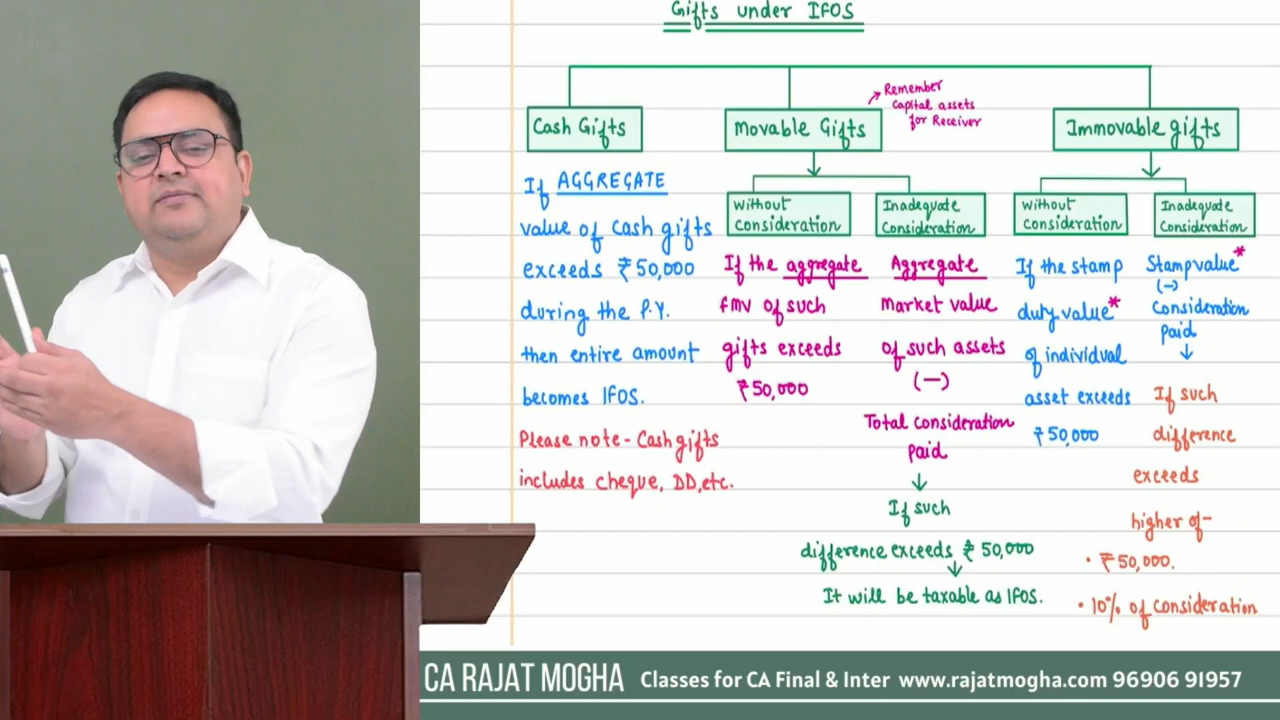 Gifts under IFOS
Remember
capital assets
for Receiver
Cash Gifts
Movable Gifts
Immovable gifts
If AGGREGATE
value of Cash gifts
exceeds ₹50,000
during the P.Y.
then entire amount
becomes IFOS.
Please note - Cash gifts
includes cheque, DD, etc.
Without
consideration
If the aggregate
FMV of such
gifts exceeds
₹50,000
Inadequate
Consideration
Aggregate
Market value
of such assets
(-)
Total consideration
paid
If such
difference exceeds ₹50,000
It will be taxable as IFOS.
Without
Consideration
If the stamp
duty value*
of individual
asset exceeds
₹50,000
Inadequate
Consideration
Stamp value*
(-)
Consideration
paid
If such
difference
exceeds
higher of-
• ₹50,000.
• 10% of consideration
CA RAJAT MOGHA Classes for CA Final & Inter www.rajatmogha.com 96906 91957